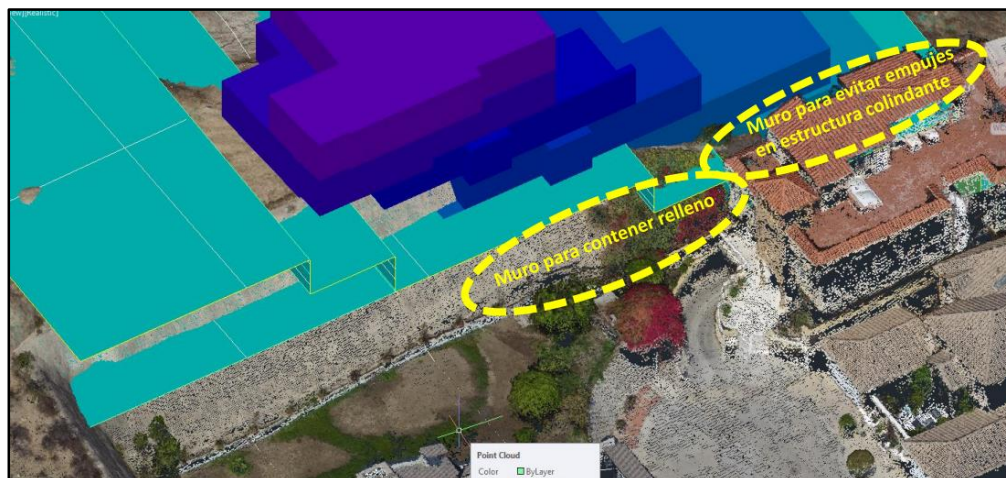 Muro para evitar empujes
en estructura colindante
Muro para contener relleno
Point Cloud
Color ByLayer